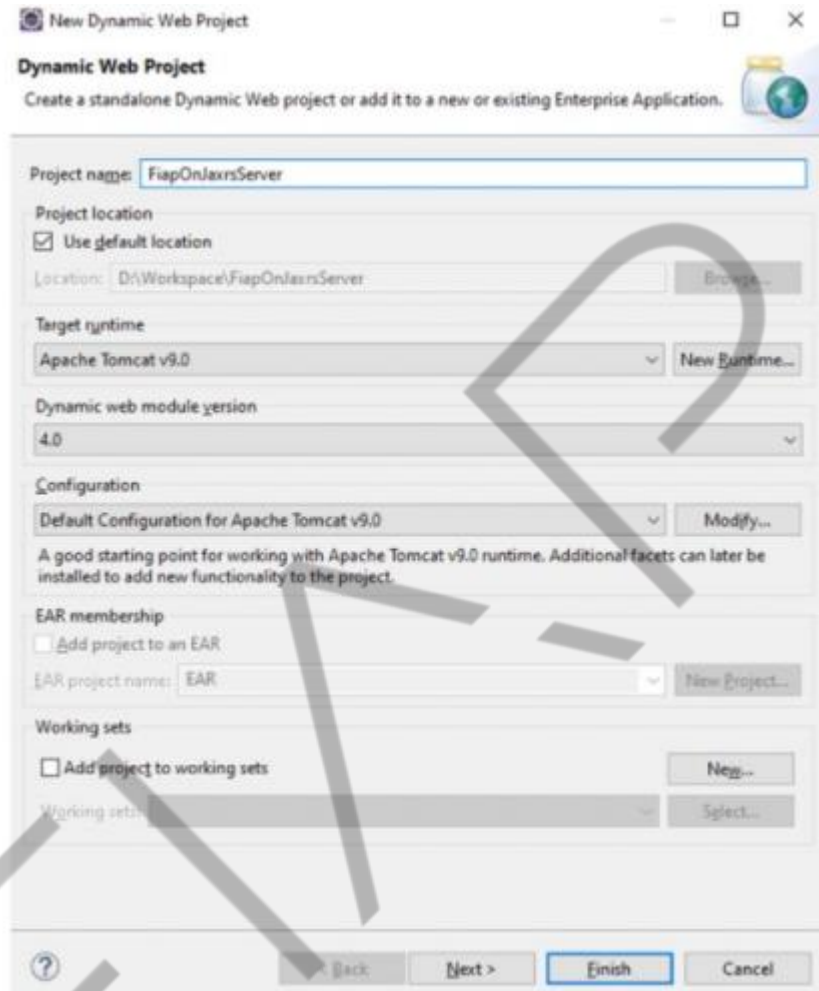 New Dynamic Web Project
Dynamic Web Project
Create a standalone Dynamic Web project or add it to a new or existing Enterprise Application.
Project name: FiapOnJaxrsServer
Project location
Use default location
Location: D:\Workspace\FiapOnJaxrsServer Browse...
Target runtime
Apache Tomcat v9.0 New Runtime...
Dynamic web module version
4.0
Configuration
Default Configuration for Apache Tomcat v9.0 Modify...
A good starting point for working with Apache Tomcat v9.0 runtime. Additional facets can later be
installed to add new functionality to the project.
EAR membership
Add project to an EAR
EAR project name: EAR New Project...
Working sets
Add project to working sets New...
Working sets: Select...
< Back Next > Finish Cancel